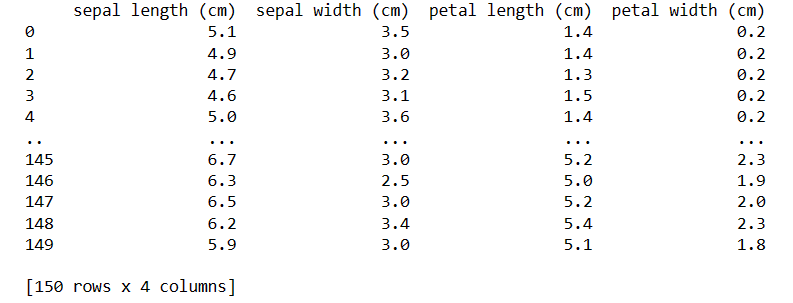 sepal length (cm) sepal width (cm) petal length (cm) petal width (cm)
0 5.1 3.5 1.4 0.2
1 4.9 3.0 1.4 0.2
2 4.7 3.2 1.3 0.2
3 4.6 3.1 1.5 0.2
4 5.0 3.6 1.4 0.2
.. ... ... ... ...
145 6.7 3.0 5.2 2.3
146 6.3 2.5 5.0 1.9
147 6.5 3.0 5.2 2.0
148 6.2 3.4 5.4 2.3
149 5.9 3.0 5.1 1.8
[150 rows x 4 columns]